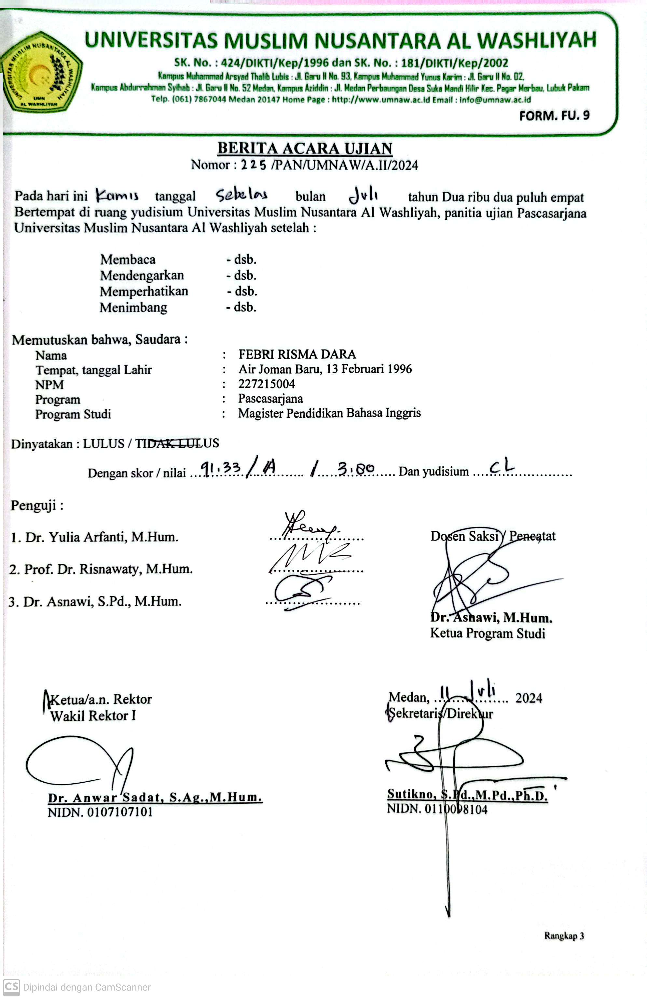 UNIVERSITAS MUSLIM NUSANTARA AL WASHLIYAH
SK. No. : 424/DIKTI/Kep/1996 dan SK. No. : 181/DIKTI/Kep/2002
Kampus Muhammad Arsyad Thalib Lubis : Jl. Garu II No. 93, Kampus Muhammad Yunus Karim : Jl. Garu II No. 02,
Kampus Abdurrahman Syihab : Jl. Garu II No. 52 Medan, Kampus Aziddin : Jl. Medan Perbaungan Desa Suka Mandi Hilir Kec. Pagar Merbau, Lubuk Pakam
Telp. (061) 7867044 Medan 20147 Home Page : http://www.umnaw.ac.id Email : info@umnaw.ac.id
UNIVERSITAS MUSLIM NUSANTARA AL WASHLIYAH
UMN
AL WASHLIYAH
FORM. FU. 9
BERITA ACARA UJIAN
Nomor : 225 /PAN/UMNAW/A.II/2024
Pada hari ini Kamis tanggal Sebelas bulan Juli tahun Dua ribu dua puluh empat
Bertempat di ruang yudisium Universitas Muslim Nusantara Al Washliyah, panitia ujian Pascasarjana
Universitas Muslim Nusantara Al Washliyah setelah :
Membaca - dsb.
Mendengarkan - dsb.
Memperhatikan - dsb.
Menimbang - dsb.
Memutuskan bahwa, Saudara :
Nama : FEBRI RISMA DARA
Tempat, tanggal Lahir : Air Joman Baru, 13 Februari 1996
NPM : 227215004
Program : Pascasarjana
Program Studi : Magister Pendidikan Bahasa Inggris
Dinyatakan : LULUS / TIDAK LULUS
Dengan skor / nilai ... 91.33 / A ... / ... 3.80 ... Dan yudisium ... CL ...
Penguji :
1. Dr. Yulia Arfanti, M.Hum.
Dosen Saksi / Pencatat
2. Prof. Dr. Risnawaty, M.Hum.
3. Dr. Asnawi, S.Pd., M.Hum.
Dr. Asnawi, M.Hum.
Ketua Program Studi
Medan, 11 Juli 2024
Ketua/a.n. Rektor
Sekretaris/Direktur
Wakil Rektor I
Dr. Anwar Sadat, S.Ag.,M.Hum.
Sutikno, S.Pd.,M.Pd.,Ph.D.
NIDN. 0107107101
NIDN. 0110098104
Rangkap 3
CS Dipindai dengan CamScanner